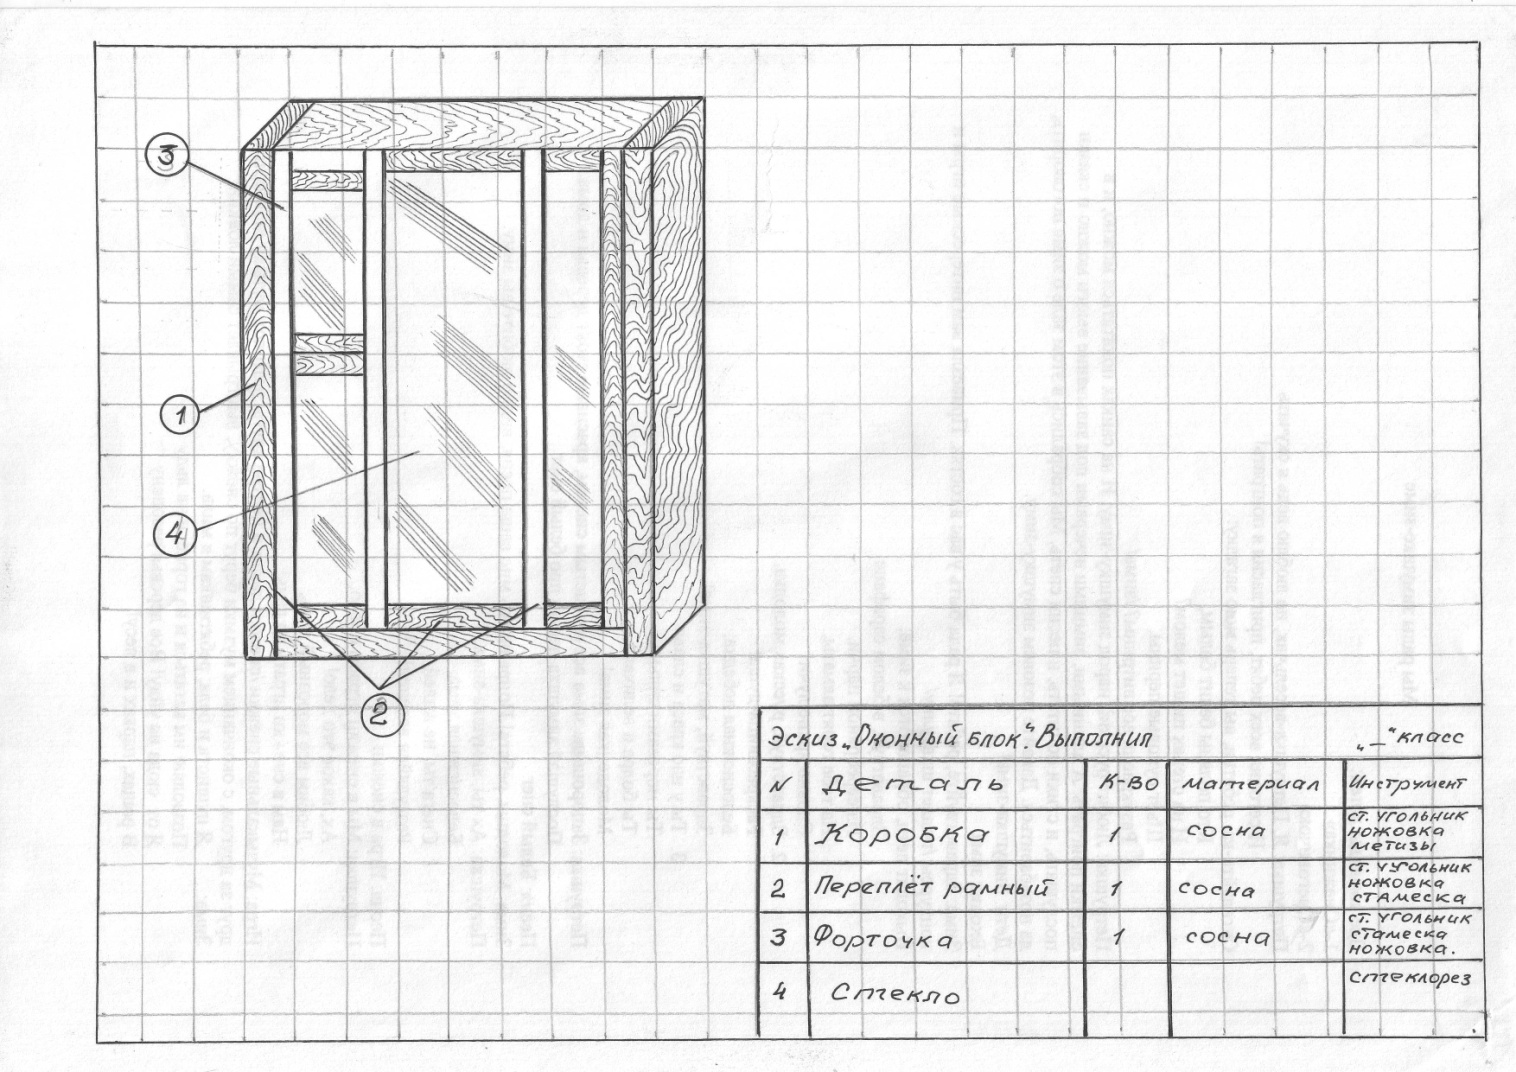 3
1
4
2
Эскиз „Оконный блок“. Выполнил „_“ класс
N Деталь К-во материал Инструмент
1 Коробка 1 сосна ст. угольник
ножовка
метизы
2 Переплёт рамный 1 сосна ст. угольник
ножовка
стамеска
3 Форточка 1 сосна ст. угольник
стамеска
ножовка.
4 Стекло стеклорез